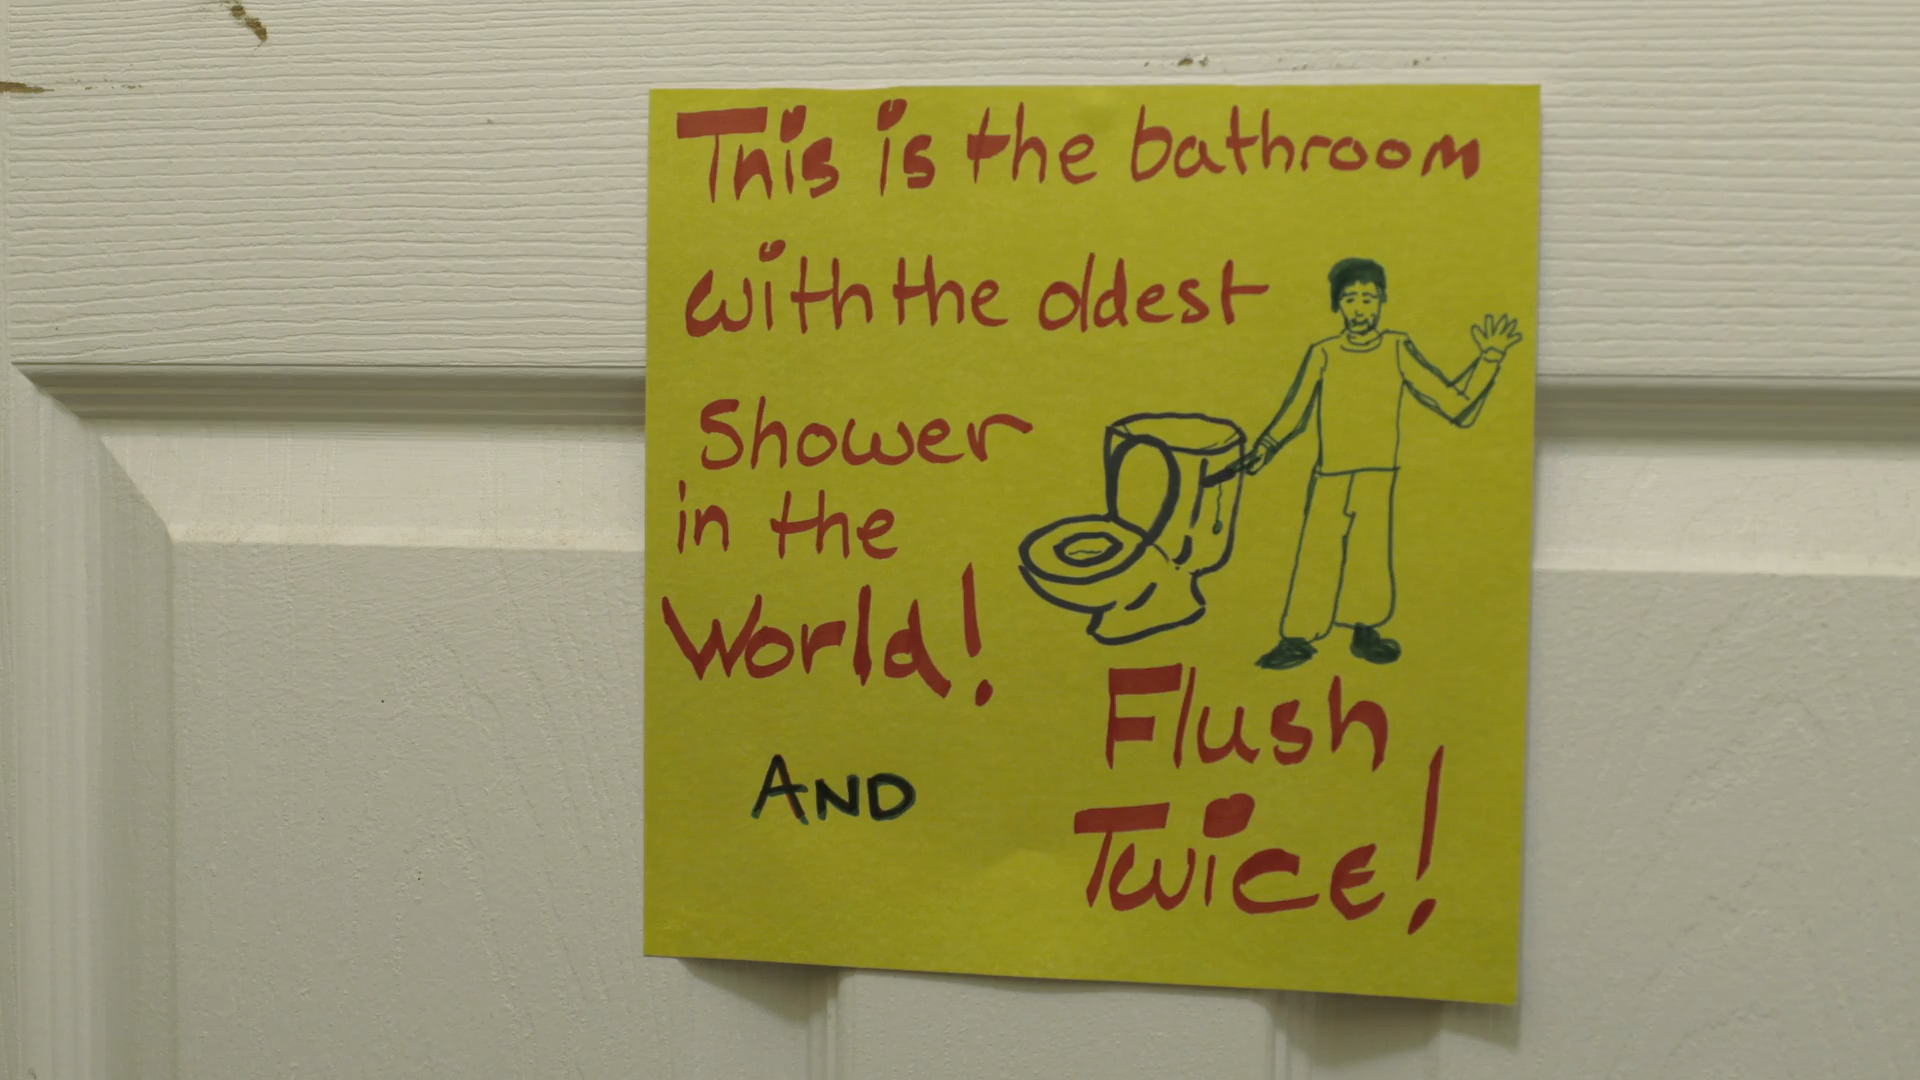 This is the bathroom
with the oldest
Shower
in the
World!
AND
Flush
Twice!